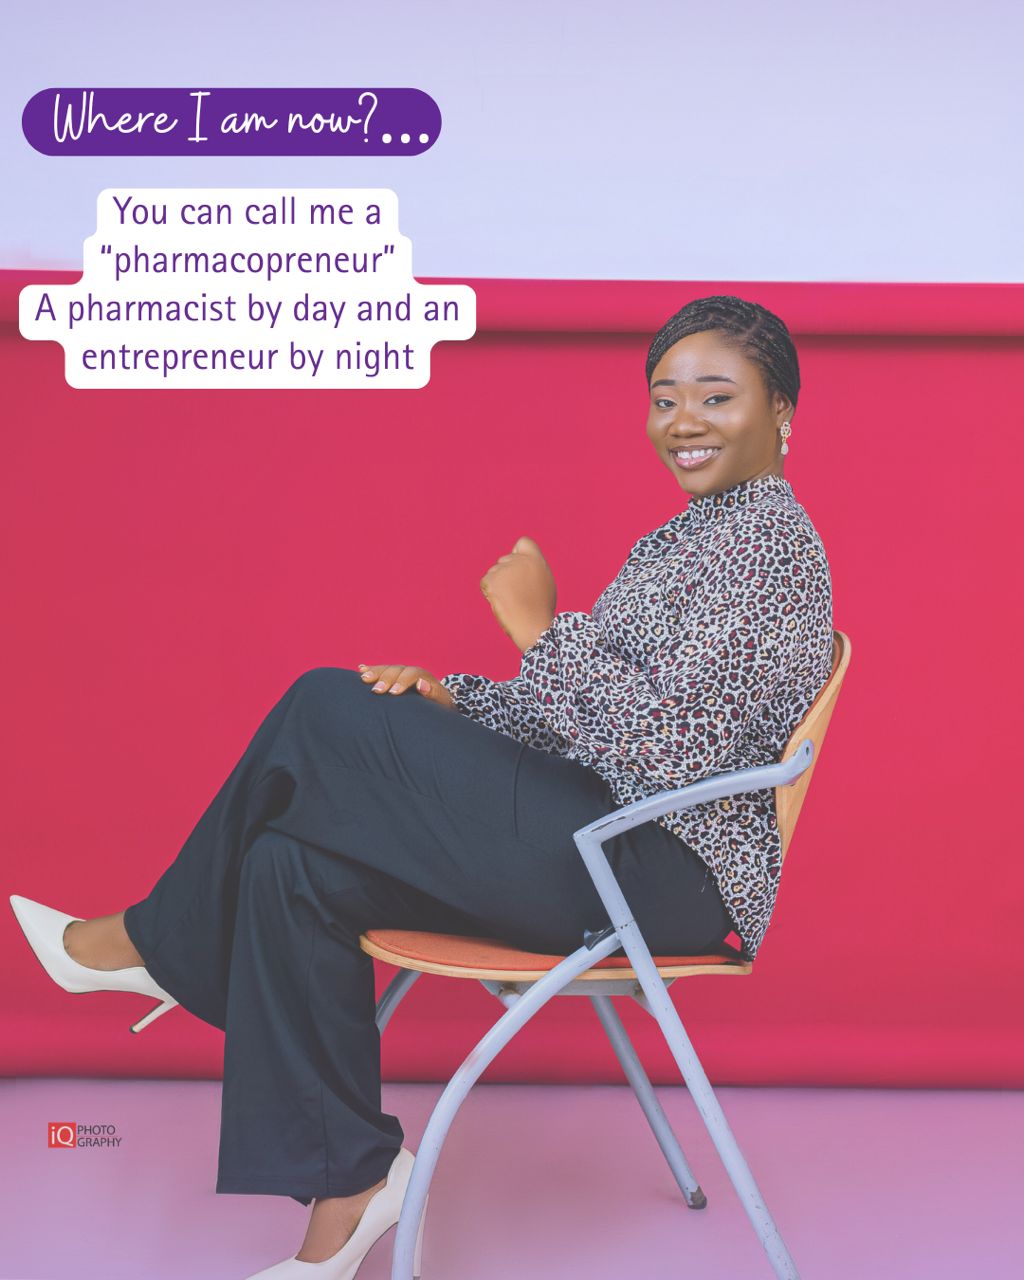 Where I am now?...
You can call me a
“pharmacopreneur”
A pharmacist by day and an
entrepreneur by night
iQ PHOTO
GRAPHY